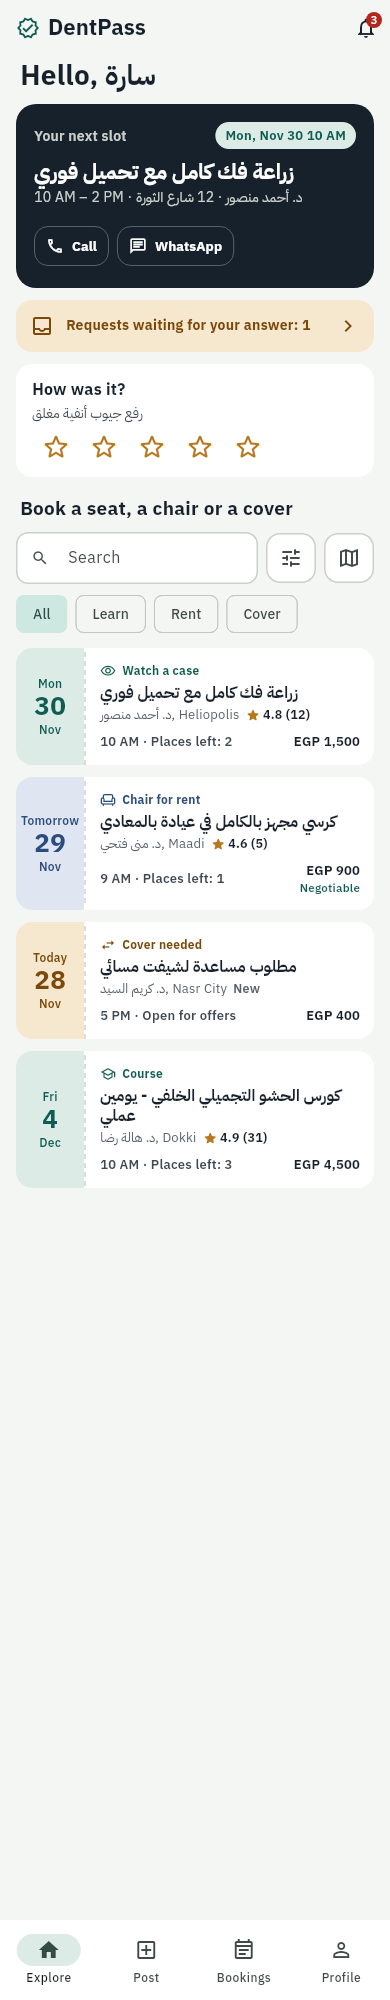 DentPass
3
Hello, سارة
Your next slot
Mon, Nov 30 10 AM
زراعة فك كامل مع تحميل فوري
د. أحمد منصور · 12 شارع الثورة · 10 AM – 2 PM
Call
WhatsApp
Requests waiting for your answer: 1
How was it?
رفع جيوب أنفية مغلق
Book a seat, a chair or a cover
Search
All
Learn
Rent
Cover
Mon
30
Nov
Watch a case
زراعة فك كامل مع تحميل فوري
د. أحمد منصور, Heliopolis 4.8 (12)
10 AM · Places left: 2
EGP 1,500
Tomorrow
29
Nov
Chair for rent
كرسي مجهز بالكامل في عيادة بالمعادي
د. منى فتحي, Maadi 4.6 (5)
9 AM · Places left: 1
EGP 900
Negotiable
Today
28
Nov
Cover needed
مطلوب مساعدة لشيفت مسائي
د. كريم السيد, Nasr City New
5 PM · Open for offers
EGP 400
Fri
4
Dec
Course
كورس الحشو التجميلي الخلفي - يومين
عملي
د. هالة رضا, Dokki 4.9 (31)
10 AM · Places left: 3
EGP 4,500
Explore
Post
Bookings
Profile